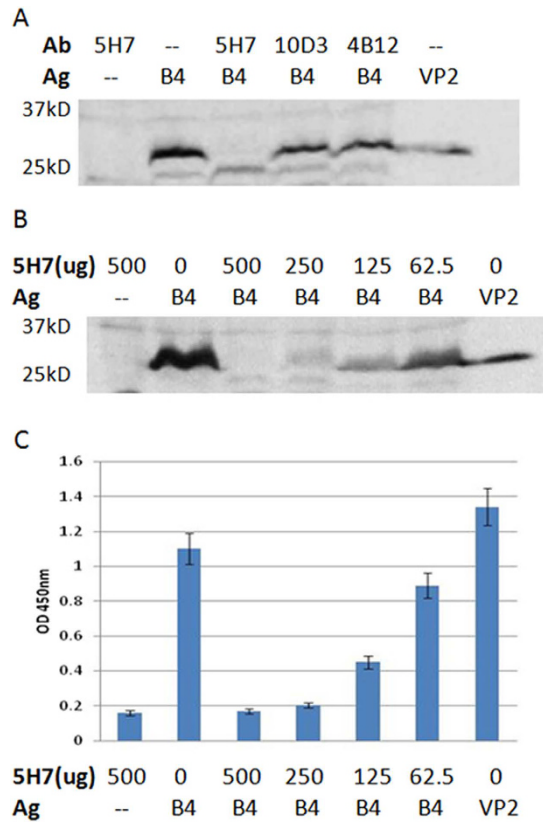 A
Ab 5H7 -- 5H7 10D3 4B12 --
Ag -- B4 B4 B4 B4 VP2
37kD
25kD
B
5H7(ug) 500 0 500 250 125 62.5 0
Ag -- B4 B4 B4 B4 B4 VP2
37kD
25kD
C
1.6
1.4
1.2
1
0.8
0.6
0.4
0.2
0
OD 450nm
5H7(ug) 500 0 500 250 125 62.5 0
Ag -- B4 B4 B4 B4 B4 VP2